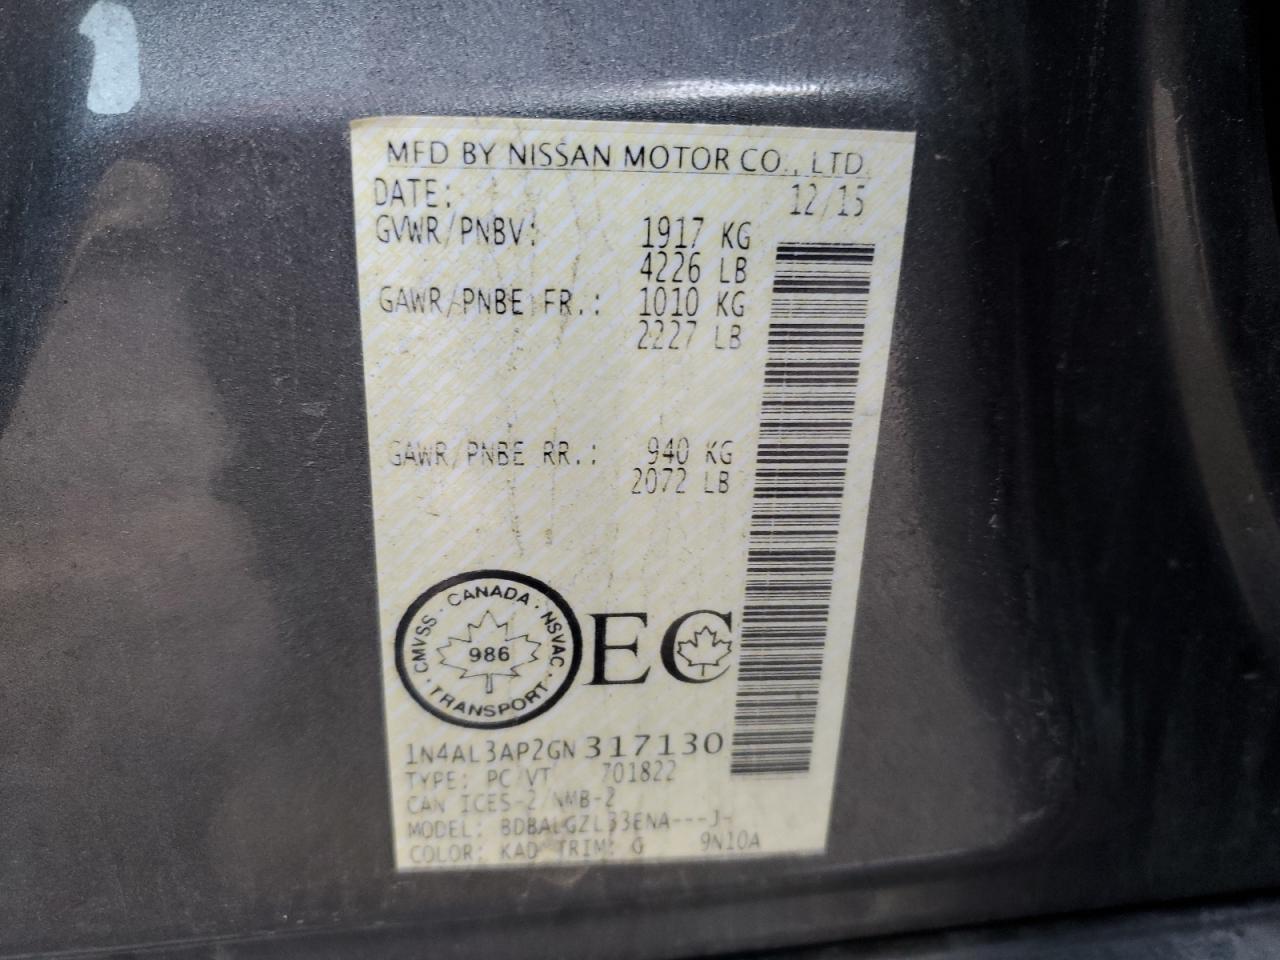 1
MFD BY NISSAN MOTOR CO., LTD.
DATE: 12/15
GVWR/PNBV: 1917 KG
4226 LB
GAWR/PNBE FR.: 1010 KG
2227 LB
GAWR/PNBE RR.: 940 KG
2072 LB
· CANADA · NSVAC · TRANSPORT · CMVSS
986
EC
1N4AL3AP2GN317130
TYPE: PC/VT 701822
CAN ICES-2/NMB-2
MODEL: BDBALGZL33ENA---J-
COLOR: KAD TRIM: G 9N10A